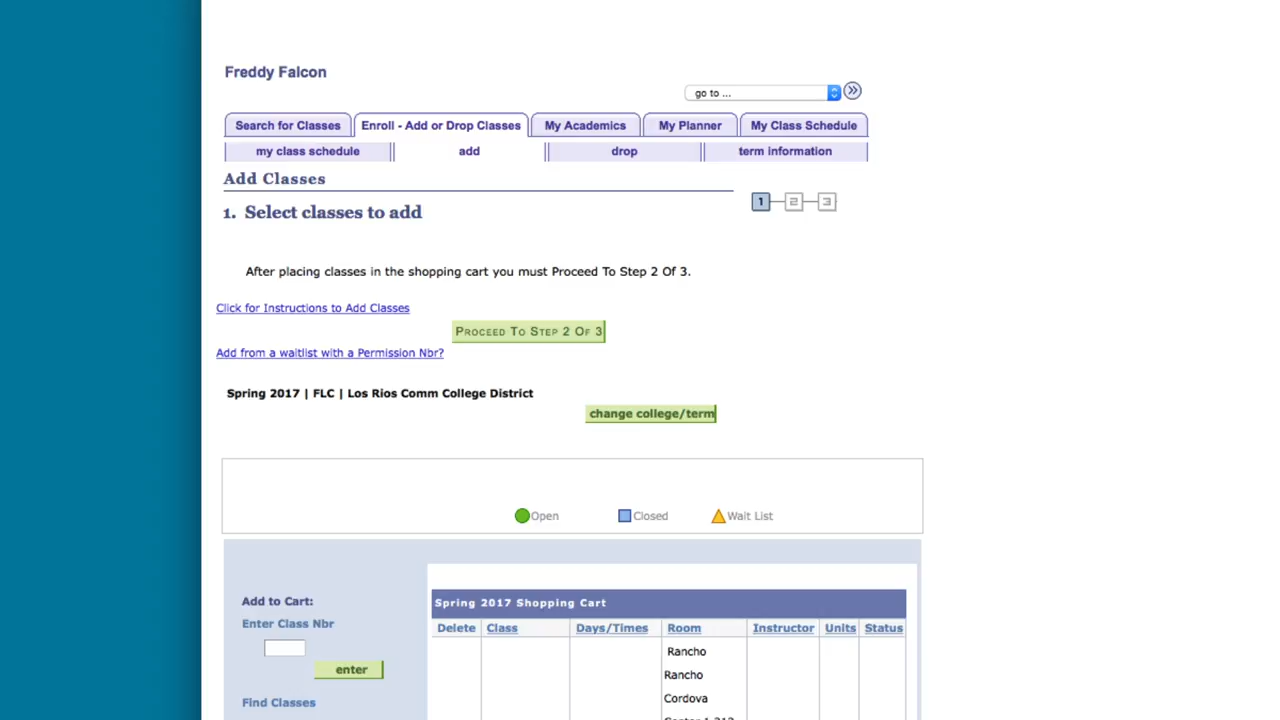 Freddy Falcon
go to ...
Search for Classes Enroll - Add or Drop Classes My Academics My Planner My Class Schedule
my class schedule add drop term information
Add Classes
1 2 3
1. Select classes to add
After placing classes in the shopping cart you must Proceed To Step 2 Of 3.
Click for Instructions to Add Classes
Proceed To Step 2 Of 3
Add from a waitlist with a Permission Nbr?
Spring 2017 | FLC | Los Rios Comm College District
change college/term
Open Closed Wait List
Add to Cart:
Enter Class Nbr
enter
Find Classes
Spring 2017 Shopping Cart
Delete Class Days/Times Room Instructor Units Status
Rancho
Rancho
Cordova